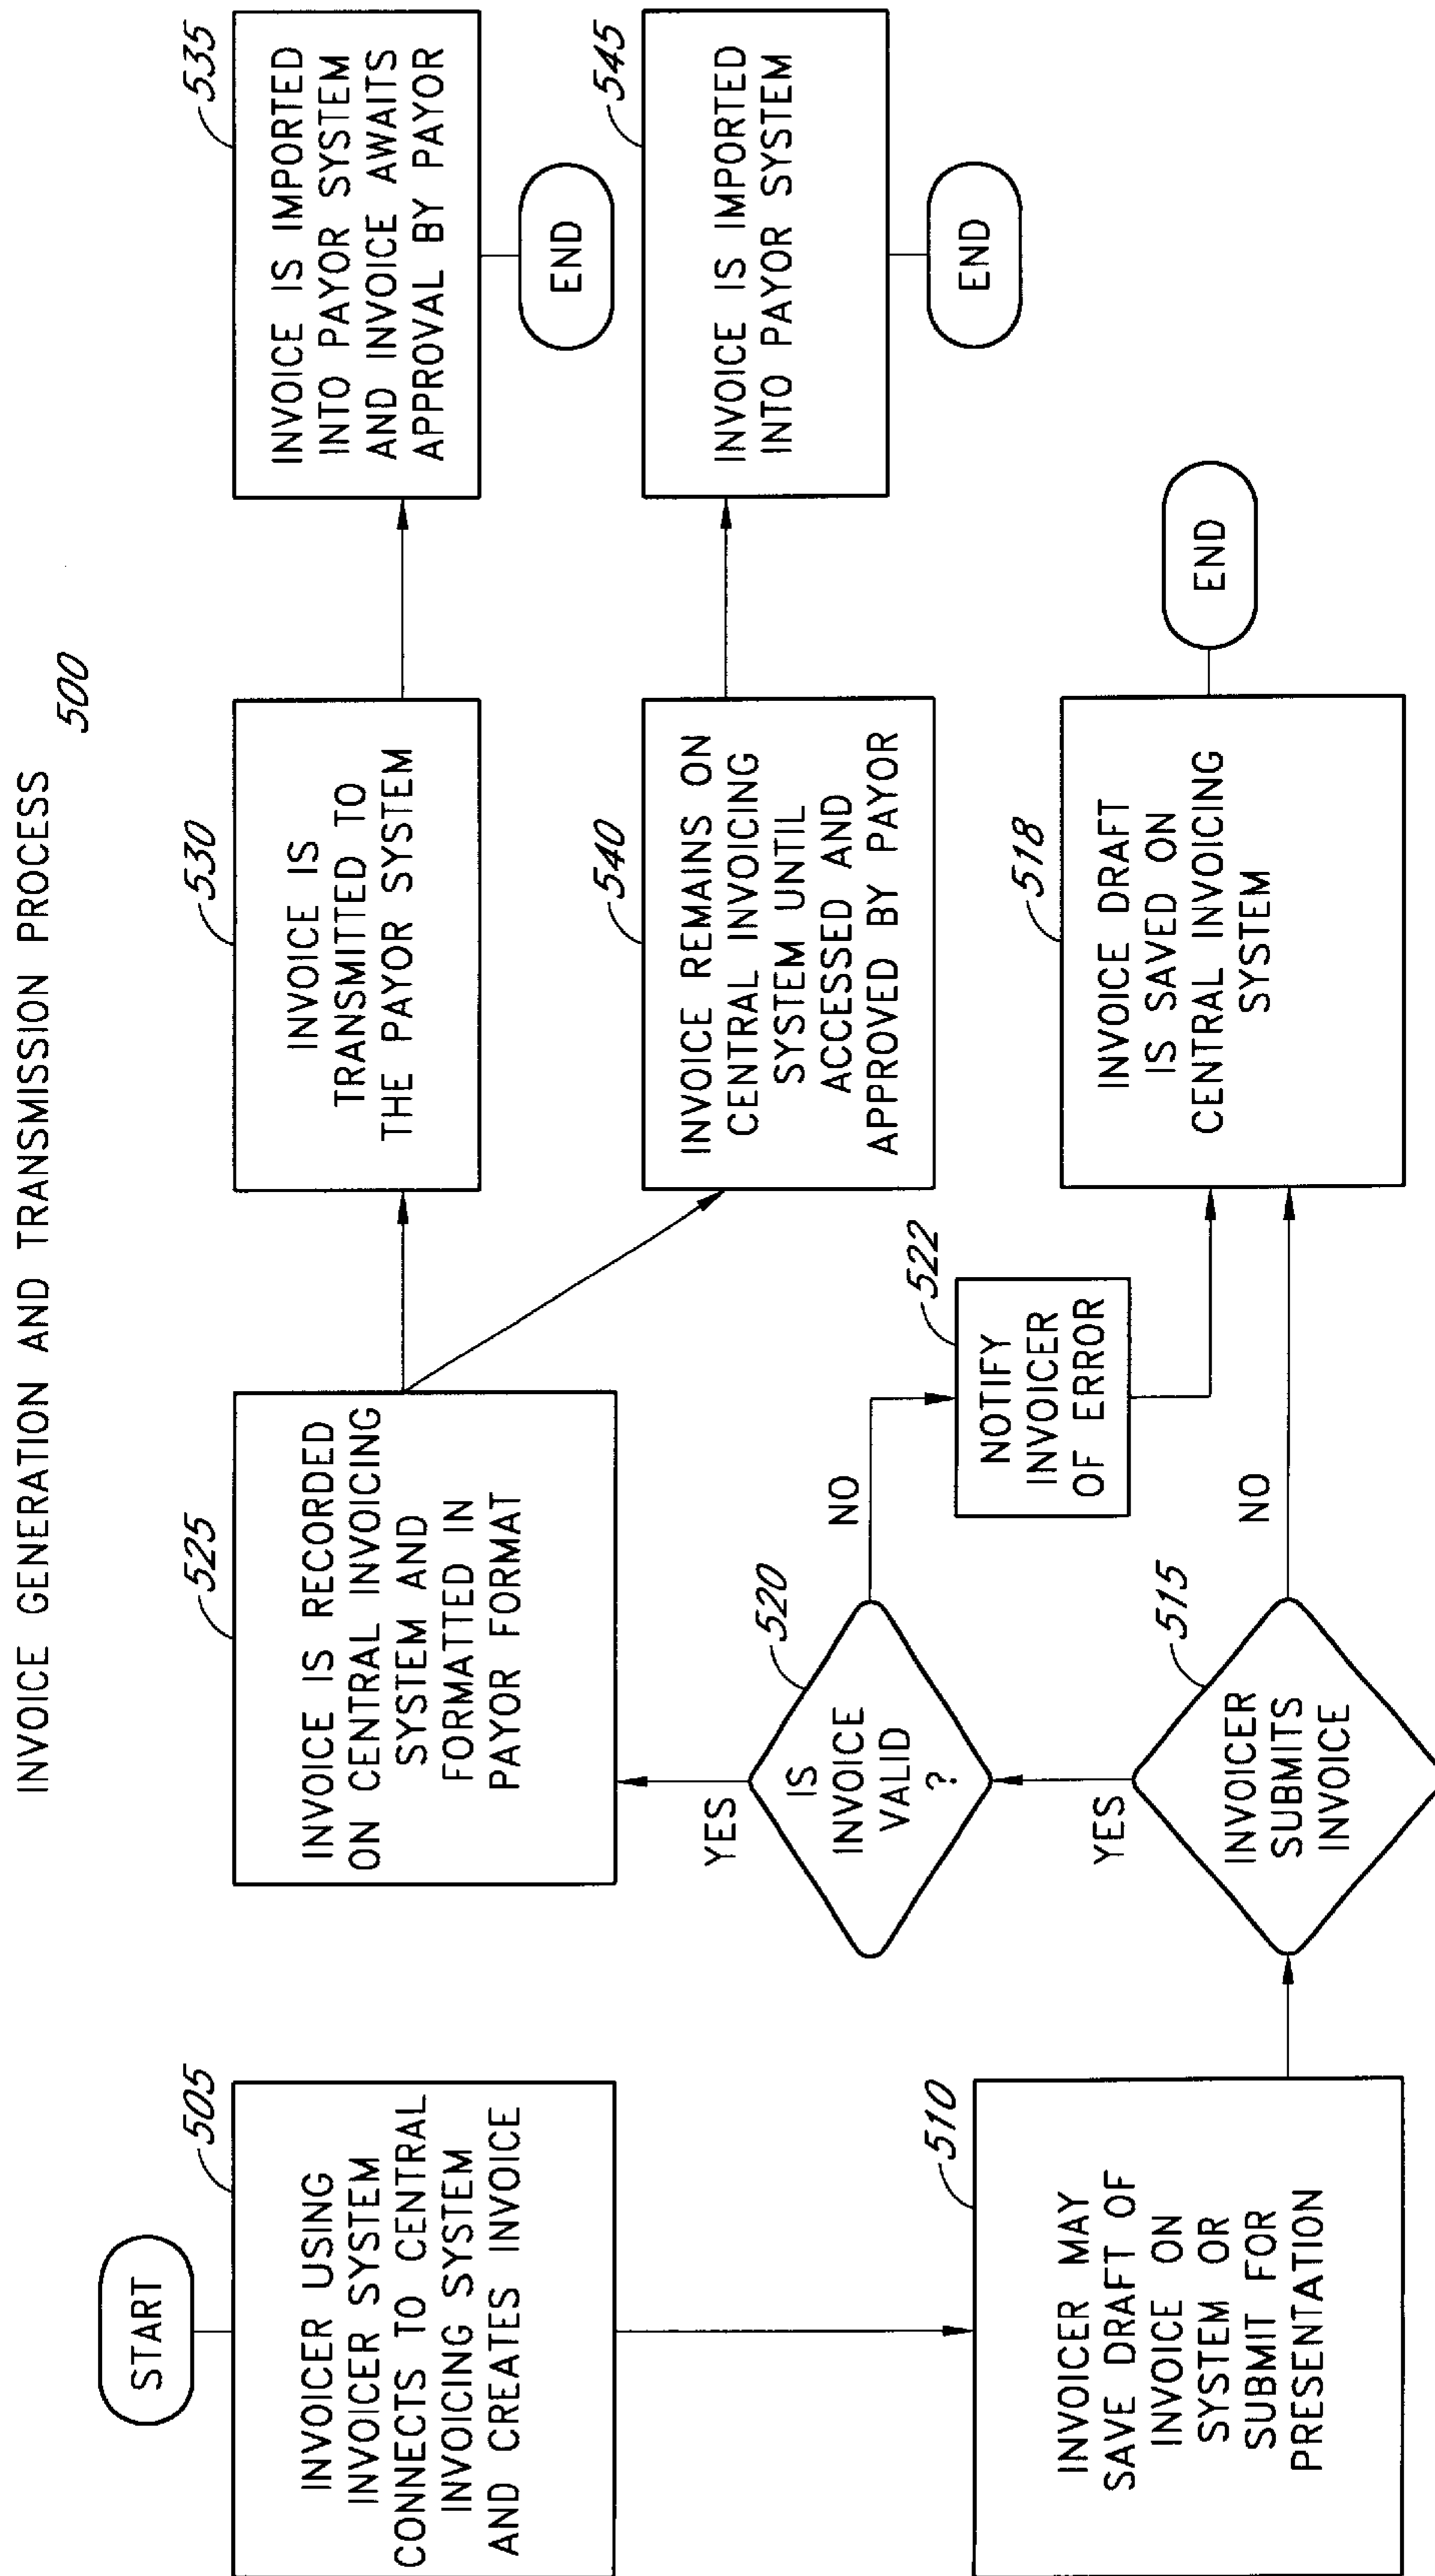 INVOICE GENERATION AND TRANSMISSION PROCESS
500
START
505
INVOICER USING
INVOICER SYSTEM
CONNECTS TO CENTRAL
INVOICING SYSTEM
AND CREATES INVOICE
510
INVOICER MAY
SAVE DRAFT OF
INVOICE ON
SYSTEM OR
SUBMIT FOR
PRESENTATION
515
INVOICER
SUBMITS
INVOICE
YES
NO
520
IS
INVOICE
VALID
?
YES
NO
522
NOTIFY
INVOICER
OF ERROR
518
INVOICE DRAFT
IS SAVED ON
CENTRAL INVOICING
SYSTEM
END
525
INVOICE IS RECORDED
ON CENTRAL INVOICING
SYSTEM AND
FORMATTED IN
PAYOR FORMAT
530
INVOICE IS
TRANSMITTED TO
THE PAYOR SYSTEM
535
INVOICE IS IMPORTED
INTO PAYOR SYSTEM
AND INVOICE AWAITS
APPROVAL BY PAYOR
END
540
INVOICE REMAINS ON
CENTRAL INVOICING
SYSTEM UNTIL
ACCESSED AND
APPROVED BY PAYOR
545
INVOICE IS IMPORTED
INTO PAYOR SYSTEM
END